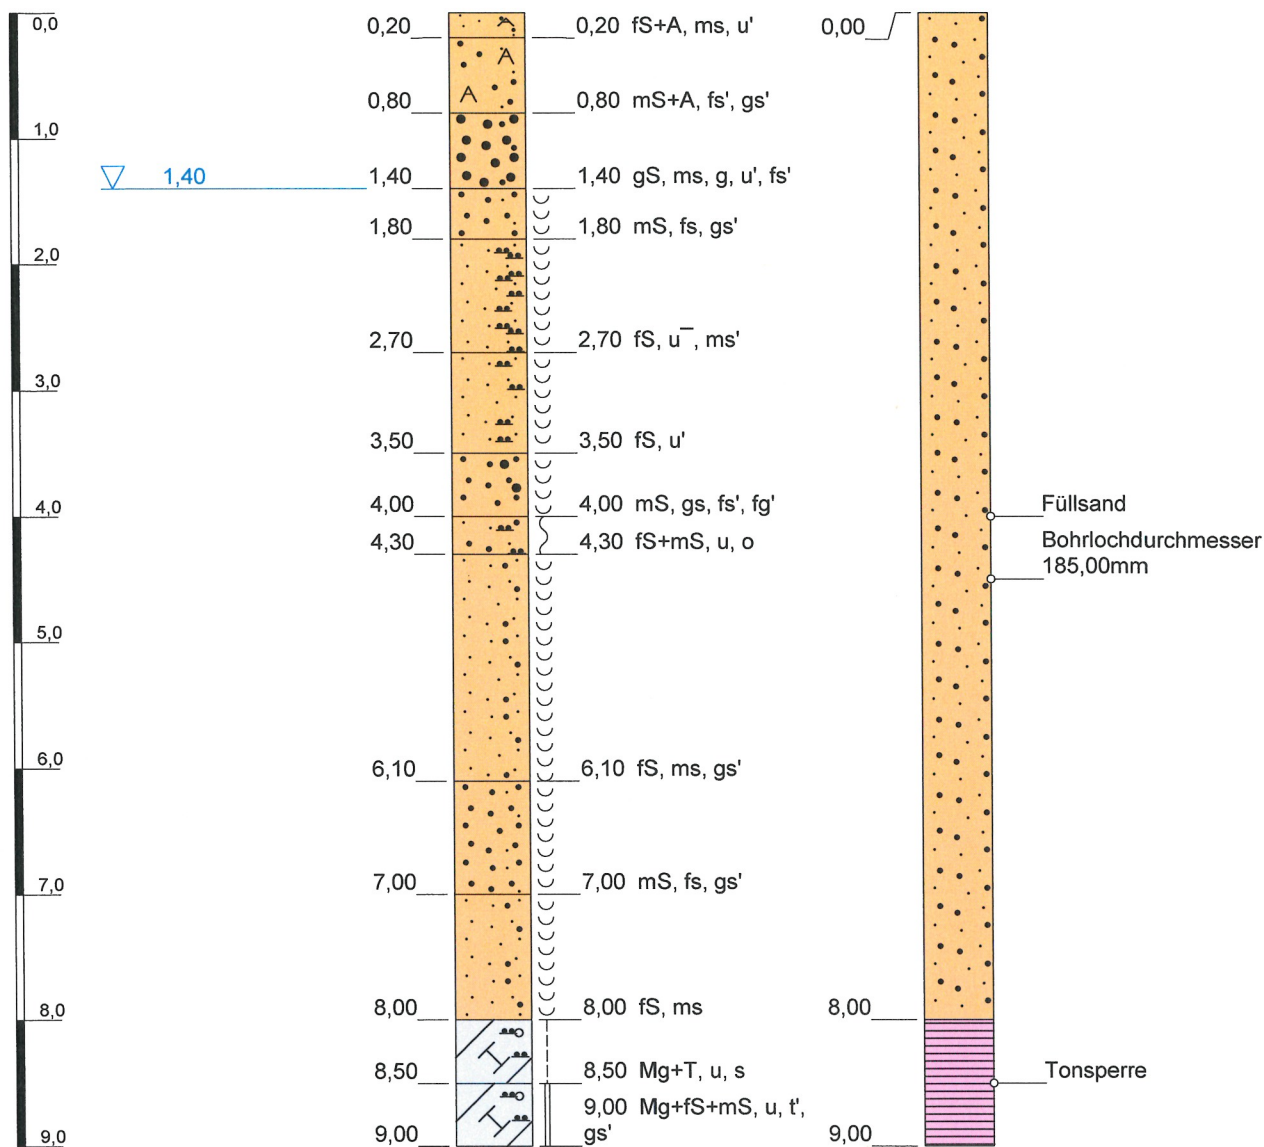 0,0
1,0
2,0
3,0
4,0
5,0
6,0
7,0
8,0
9,0
1,40
0,20 0,20 fS+A, ms, u'
0,80 0,80 mS+A, fs', gs'
1,40 1,40 gS, ms, g, u', fs'
1,80 1,80 mS, fs, gs'
2,70 2,70 fS, u¯, ms'
3,50 3,50 fS, u'
4,00 4,00 mS, gs, fs', fg'
4,30 4,30 fS+mS, u, o
6,10 6,10 fS, ms, gs'
7,00 7,00 mS, fs, gs'
8,00 8,00 fS, ms
8,50 8,50 Mg+T, u, s
9,00 9,00 Mg+fS+mS, u, t',
gs'
A
A
A
0,00
Füllsand
Bohrlochdurchmesser
185,00mm
8,00
Tonsperre
9,00